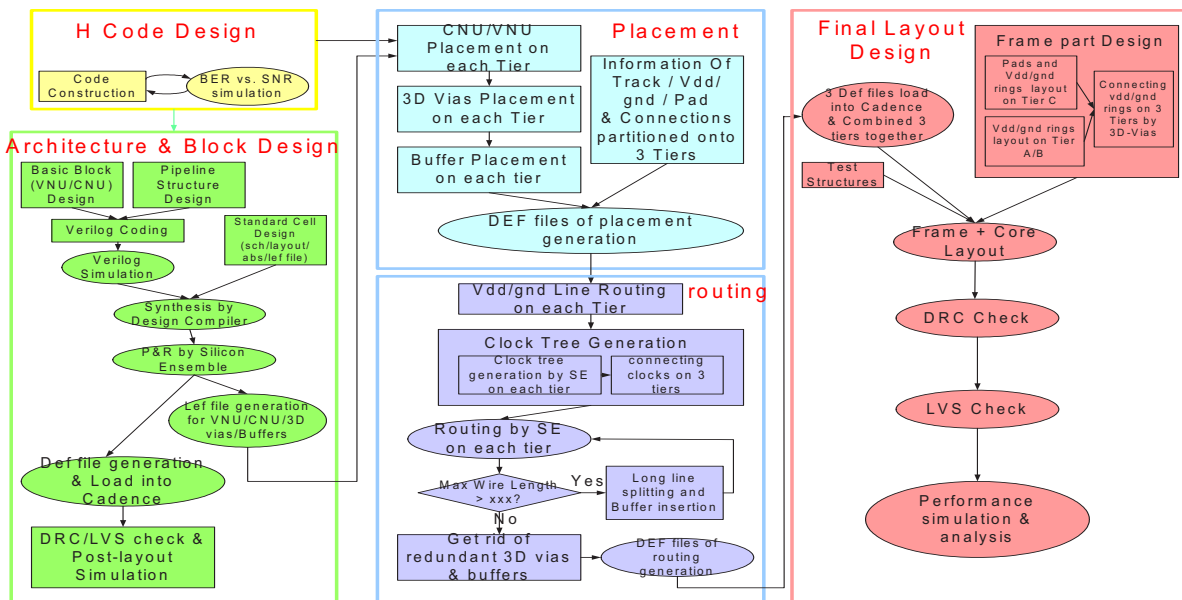 H Code Design
Code
Construction
BER vs. SNR
simulation
Architecture & Block Design
Basic Block
(VNU/CNU)
Design
Pipeline
Structure
Design
Verilog Coding
Standard Cell
Design
(sch/layout/
abs/lef file)
Verilog
Simulation
Synthesis by
Design Compiler
P&R by Silicon
Ensemble
Lef file generation
for VNU/CNU/3D
vias/Buffers
Def file generation
& Load into
Cadence
DRC/LVS check &
Post-layout
Simulation
Placement
CNU/VNU
Placement on
each Tier
3D Vias Placement
on each Tier
Buffer Placement
on each tier
Information Of
Track / Vdd/
gnd / Pad
& Connections
partitioned onto
3 Tiers
DEF files of placement
generation
routing
Vdd/gnd Line Routing
on each Tier
Clock Tree Generation
Clock tree
generation by SE
on each tier
connecting
clocks on 3
tiers
Routing by SE
on each tier
Max Wire Length
> xxx?
Yes
Long line
splitting and
Buffer insertion
No
Get rid of
redundant 3D vias
& buffers
DEF files of
routing
generation
Final Layout
Design
Frame part Design
Pads and
Vdd/gnd
rings layout
on Tier C
Connecting
vdd/gnd
rings on 3
Tiers by
3D-Vias
Vdd/gnd rings
layout on Tier
A/B
3 Def files load
into Cadence
& Combined 3
tiers together
Test
Structures
Frame + Core
Layout
DRC Check
LVS Check
Performance
simulation &
analysis